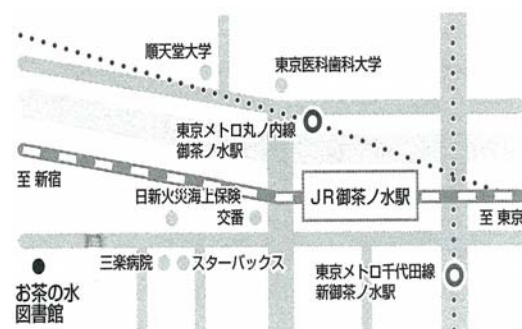 順天堂大学
東京医科歯科大学
東京メトロ丸ノ内線
御茶ノ水駅
至 新宿
日新火災海上保険
交番
JR御茶ノ水駅
至 東京
三楽病院
スターバックス
東京メトロ千代田線
新御茶ノ水駅
お茶の水
図書館